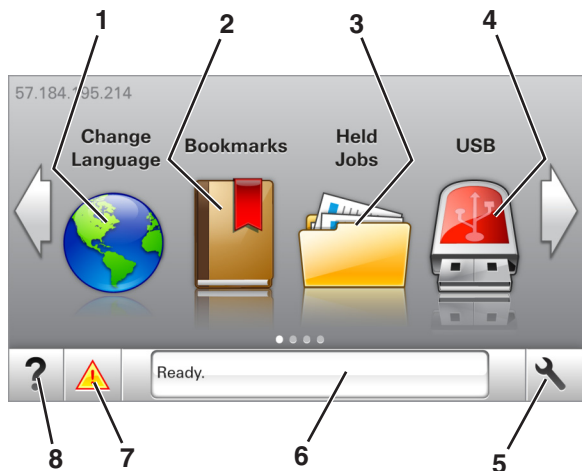 1 2 3 4
57.184.195.214
Change
Language
Bookmarks
Held
Jobs
USB
? Ready.
8 7 6 5